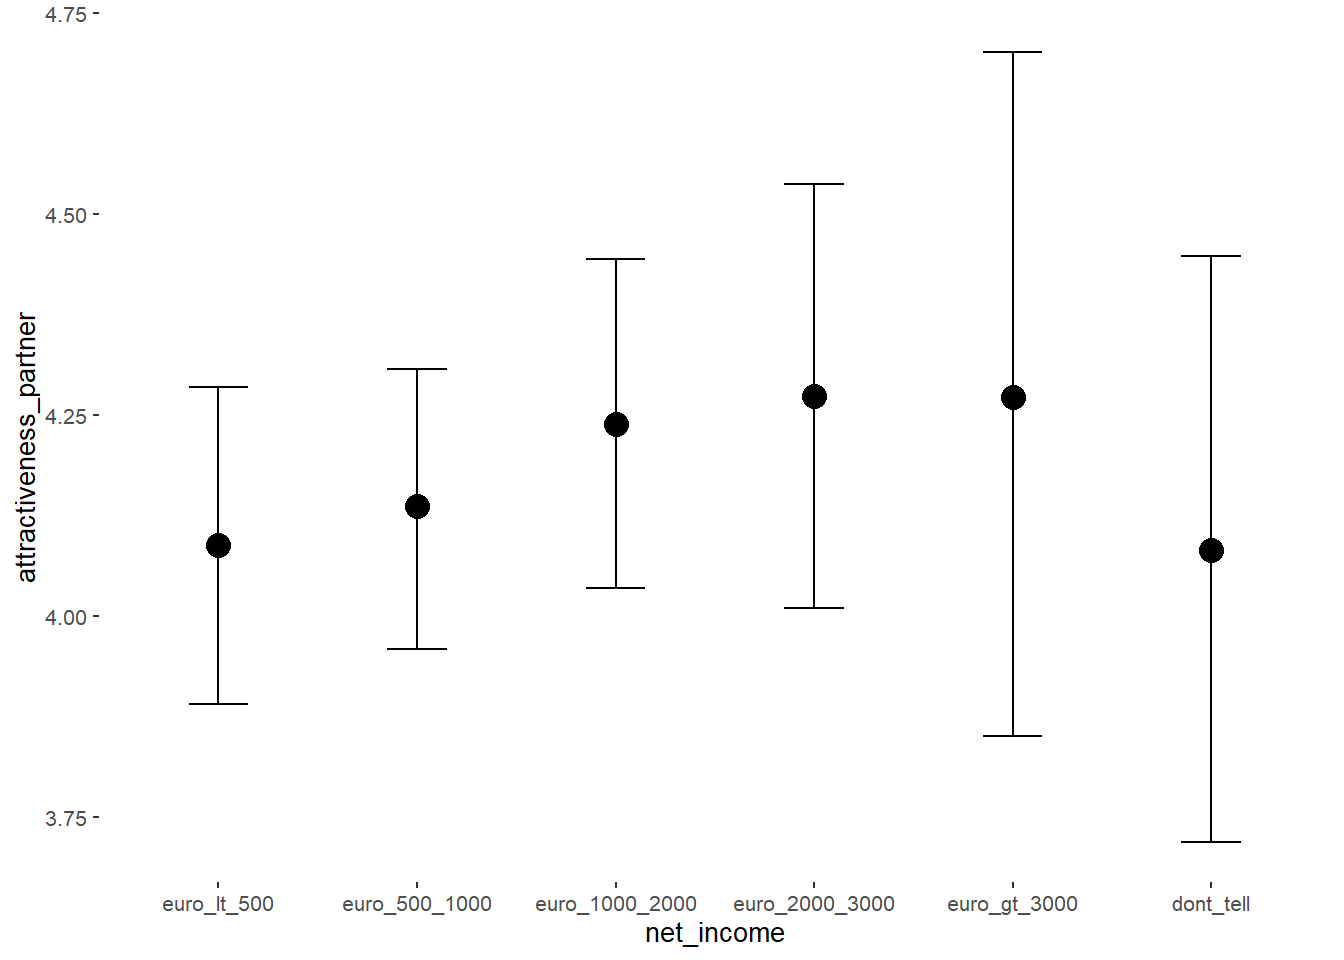 attractiveness_partner
4.75
4.50
4.25
4.00
3.75
euro_lt_500 euro_500_1000 euro_1000_2000 euro_2000_3000 euro_gt_3000 dont_tell
net_income